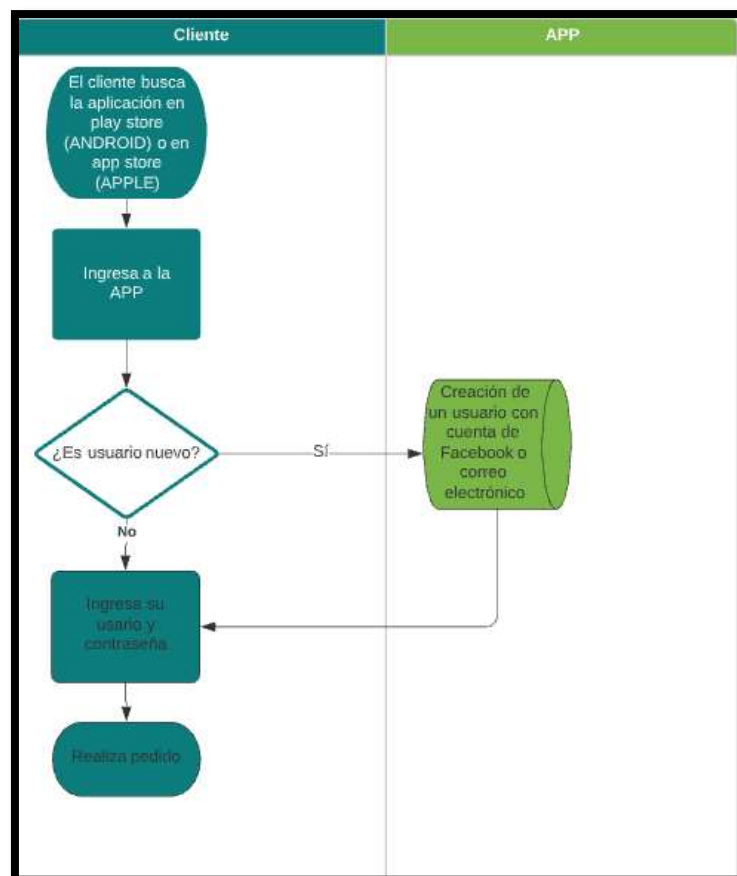 Cliente
APP
El cliente busca
la aplicación en
play store
(ANDROID) o en
app store
(APPLE)
Ingresa a la
APP
¿Es usuario nuevo?
Sí
Creación de
un usuario con
cuenta de
Facebook o
correo
electrónico
No
Ingresa su
usario y
contraseña
Realiza pedido